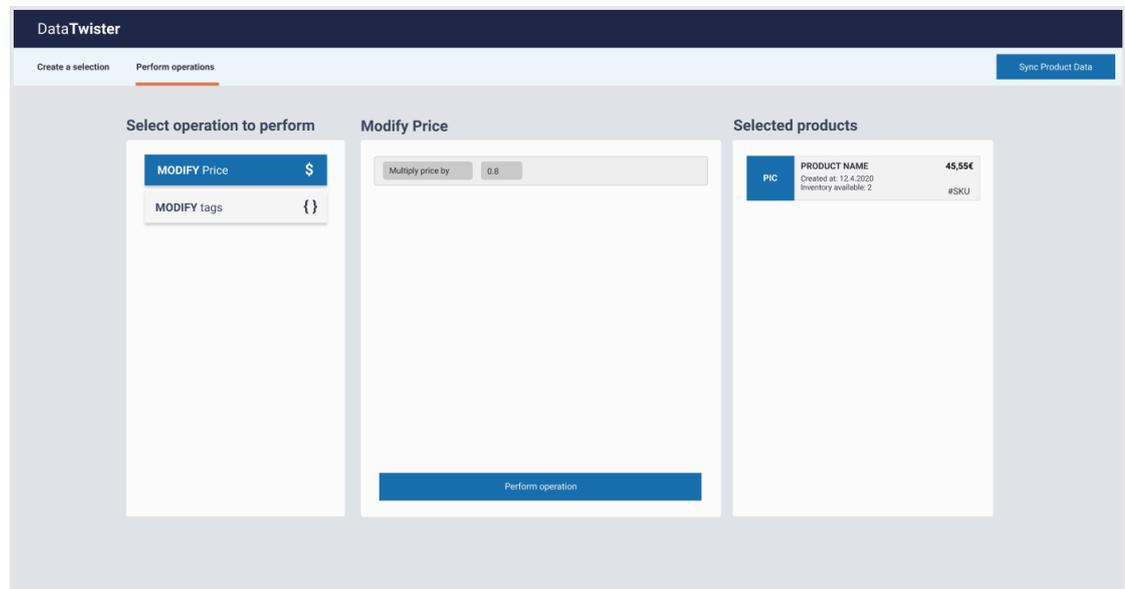 DataTwister
Create a selection
Perform operations
Sync Product Data
Select operation to perform
MODIFY Price
$
MODIFY tags
{ }
Modify Price
Multiply price by
0.8
Perform operation
Selected products
PIC
PRODUCT NAME
45,55€
Created at: 12.4.2020
Inventory available: 2
#SKU